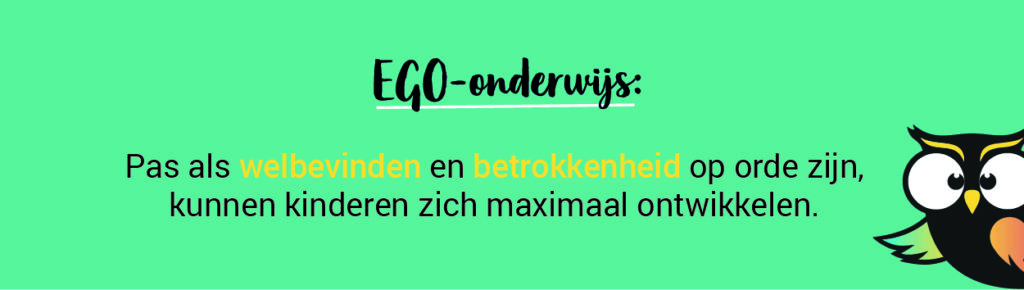 EGO-onderwijs:
Pas als welbevinden en betrokkenheid op orde zijn,
kunnen kinderen zich maximaal ontwikkelen.